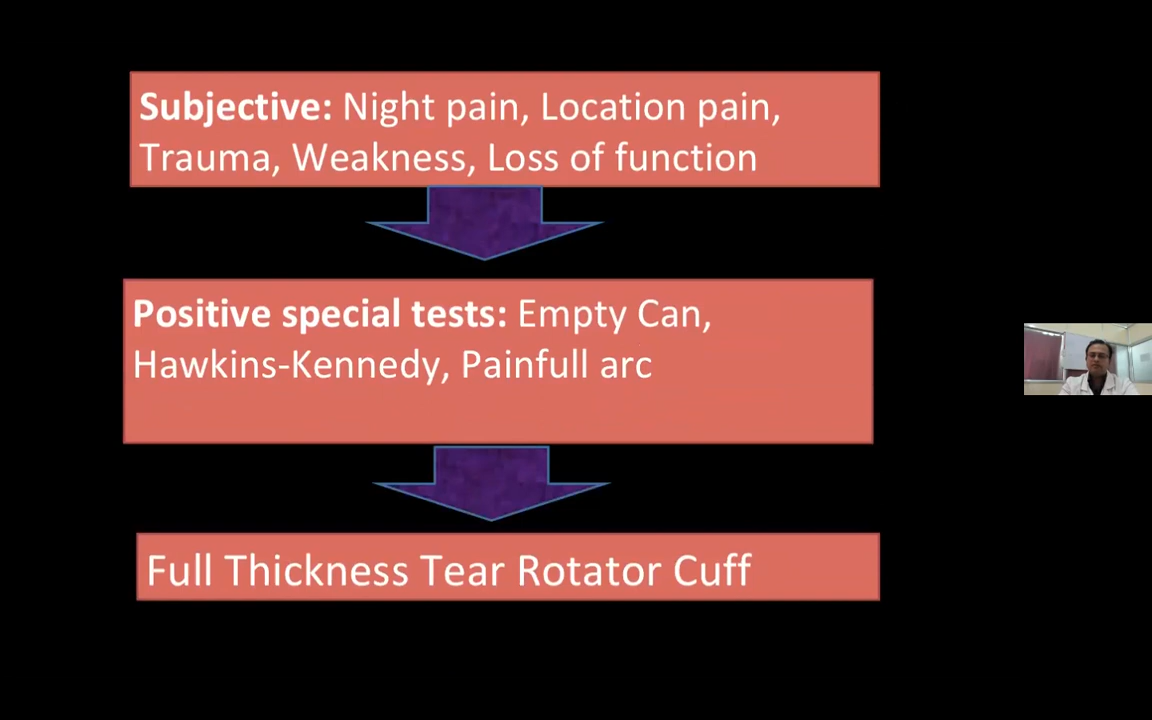 Subjective: Night pain, Location pain,
Trauma, Weakness, Loss of function
Positive special tests: Empty Can,
Hawkins-Kennedy, Painfull arc
Full Thickness Tear Rotator Cuff